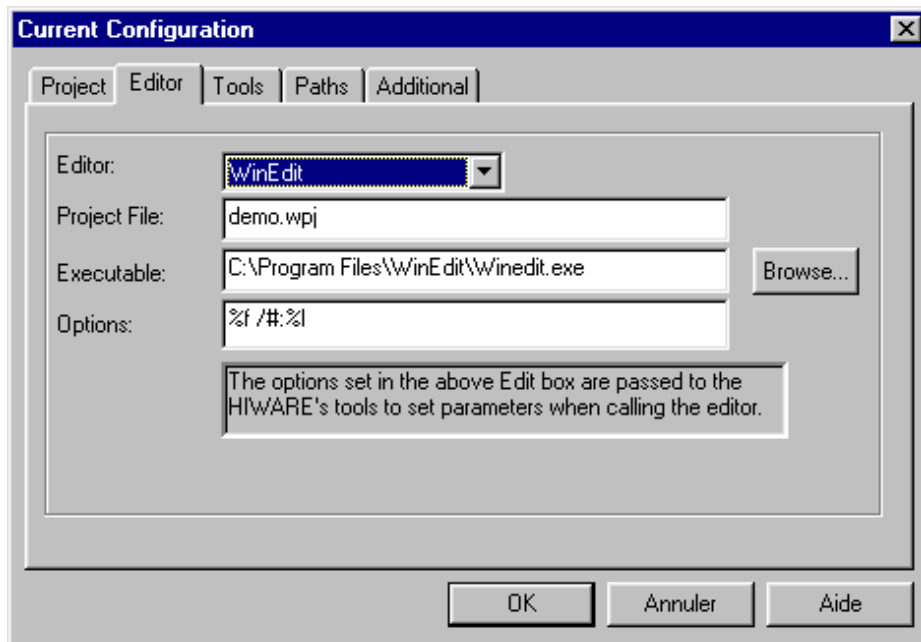 Current Configuration
Project Editor Tools Paths Additional
Editor: WinEdit
Project File: demo.wpj
Executable: C:\Program Files\WinEdit\Winedit.exe Browse...
Options: %f /#:%l
The options set in the above Edit box are passed to the
HIWARE's tools to set parameters when calling the editor.
OK Annuler Aide